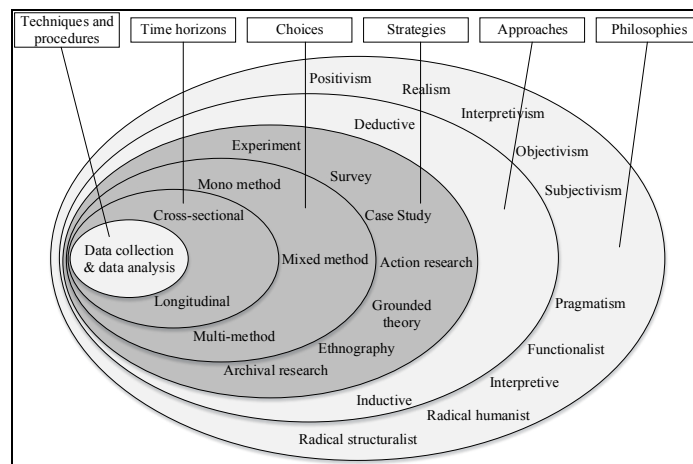 Techniques and
procedures
Time horizons
Choices
Strategies
Approaches
Philosophies
Positivism
Realism
Interpretivism
Objectivism
Subjectivism
Pragmatism
Functionalist
Interpretive
Radical humanist
Radical structuralist
Deductive
Inductive
Experiment
Survey
Case Study
Action research
Grounded
theory
Ethnography
Archival research
Mono method
Mixed method
Multi-method
Cross-sectional
Longitudinal
Data collection
& data analysis